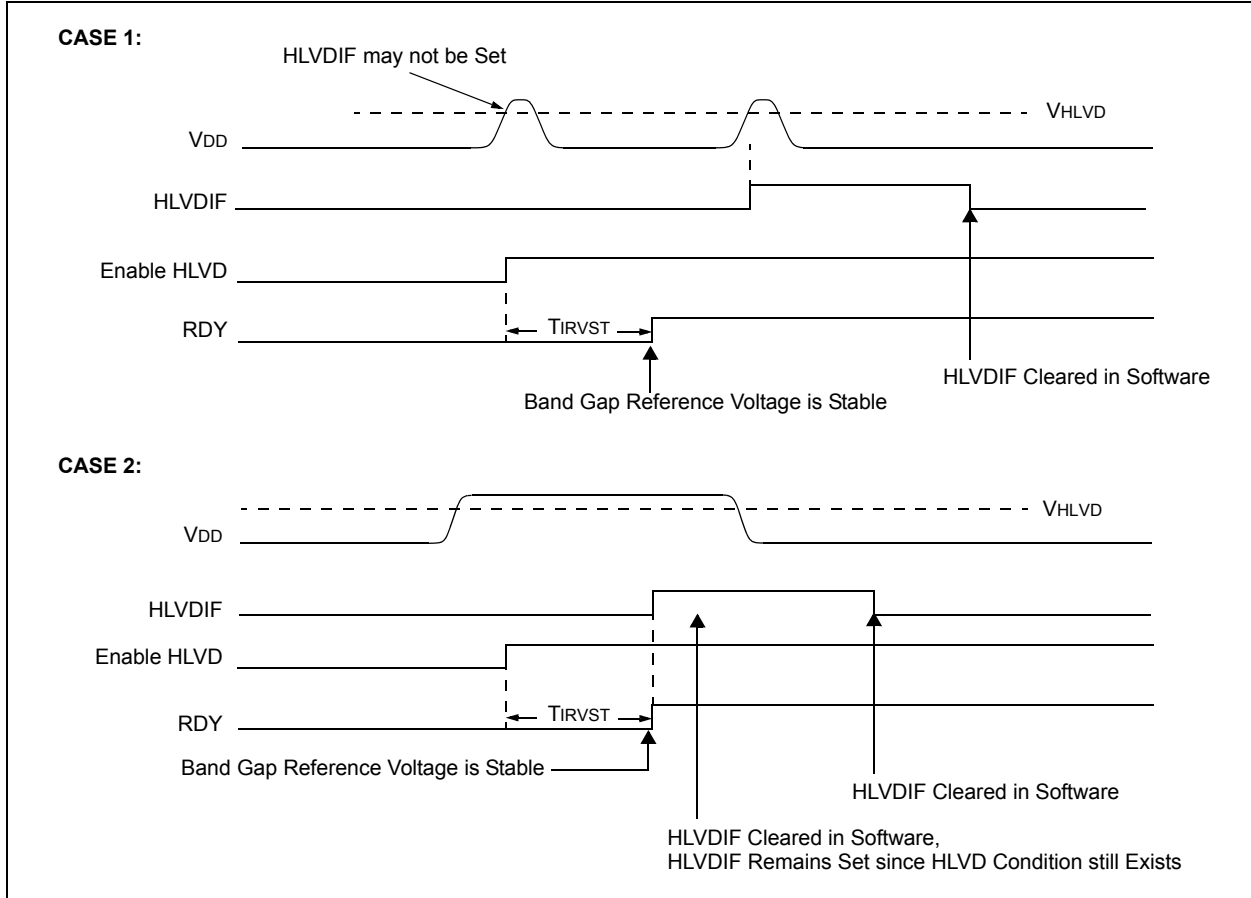 CASE 1:
HLVDIF may not be Set
VHLVD
VDD
HLVDIF
Enable HLVD
RDY
TIRVST
HLVDIF Cleared in Software
Band Gap Reference Voltage is Stable
CASE 2:
VHLVD
VDD
HLVDIF
Enable HLVD
RDY
TIRVST
Band Gap Reference Voltage is Stable
HLVDIF Cleared in Software
HLVDIF Cleared in Software,
HLVDIF Remains Set since HLVD Condition still Exists